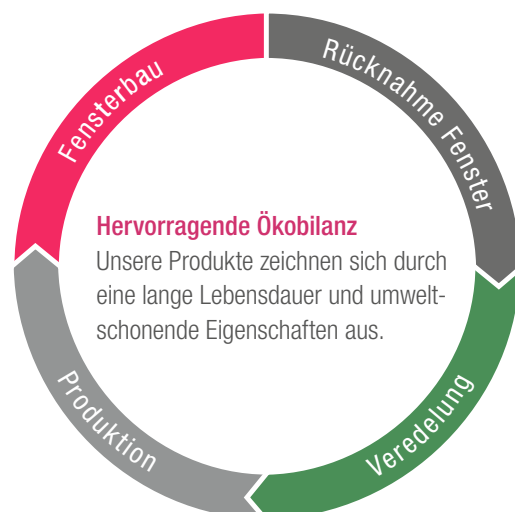 Fensterbau
Rücknahme Fenster
Hervorragende Ökobilanz
Unsere Produkte zeichnen sich durch
eine lange Lebensdauer und umwelt-
schonende Eigenschaften aus.
Produktion
Veredelung